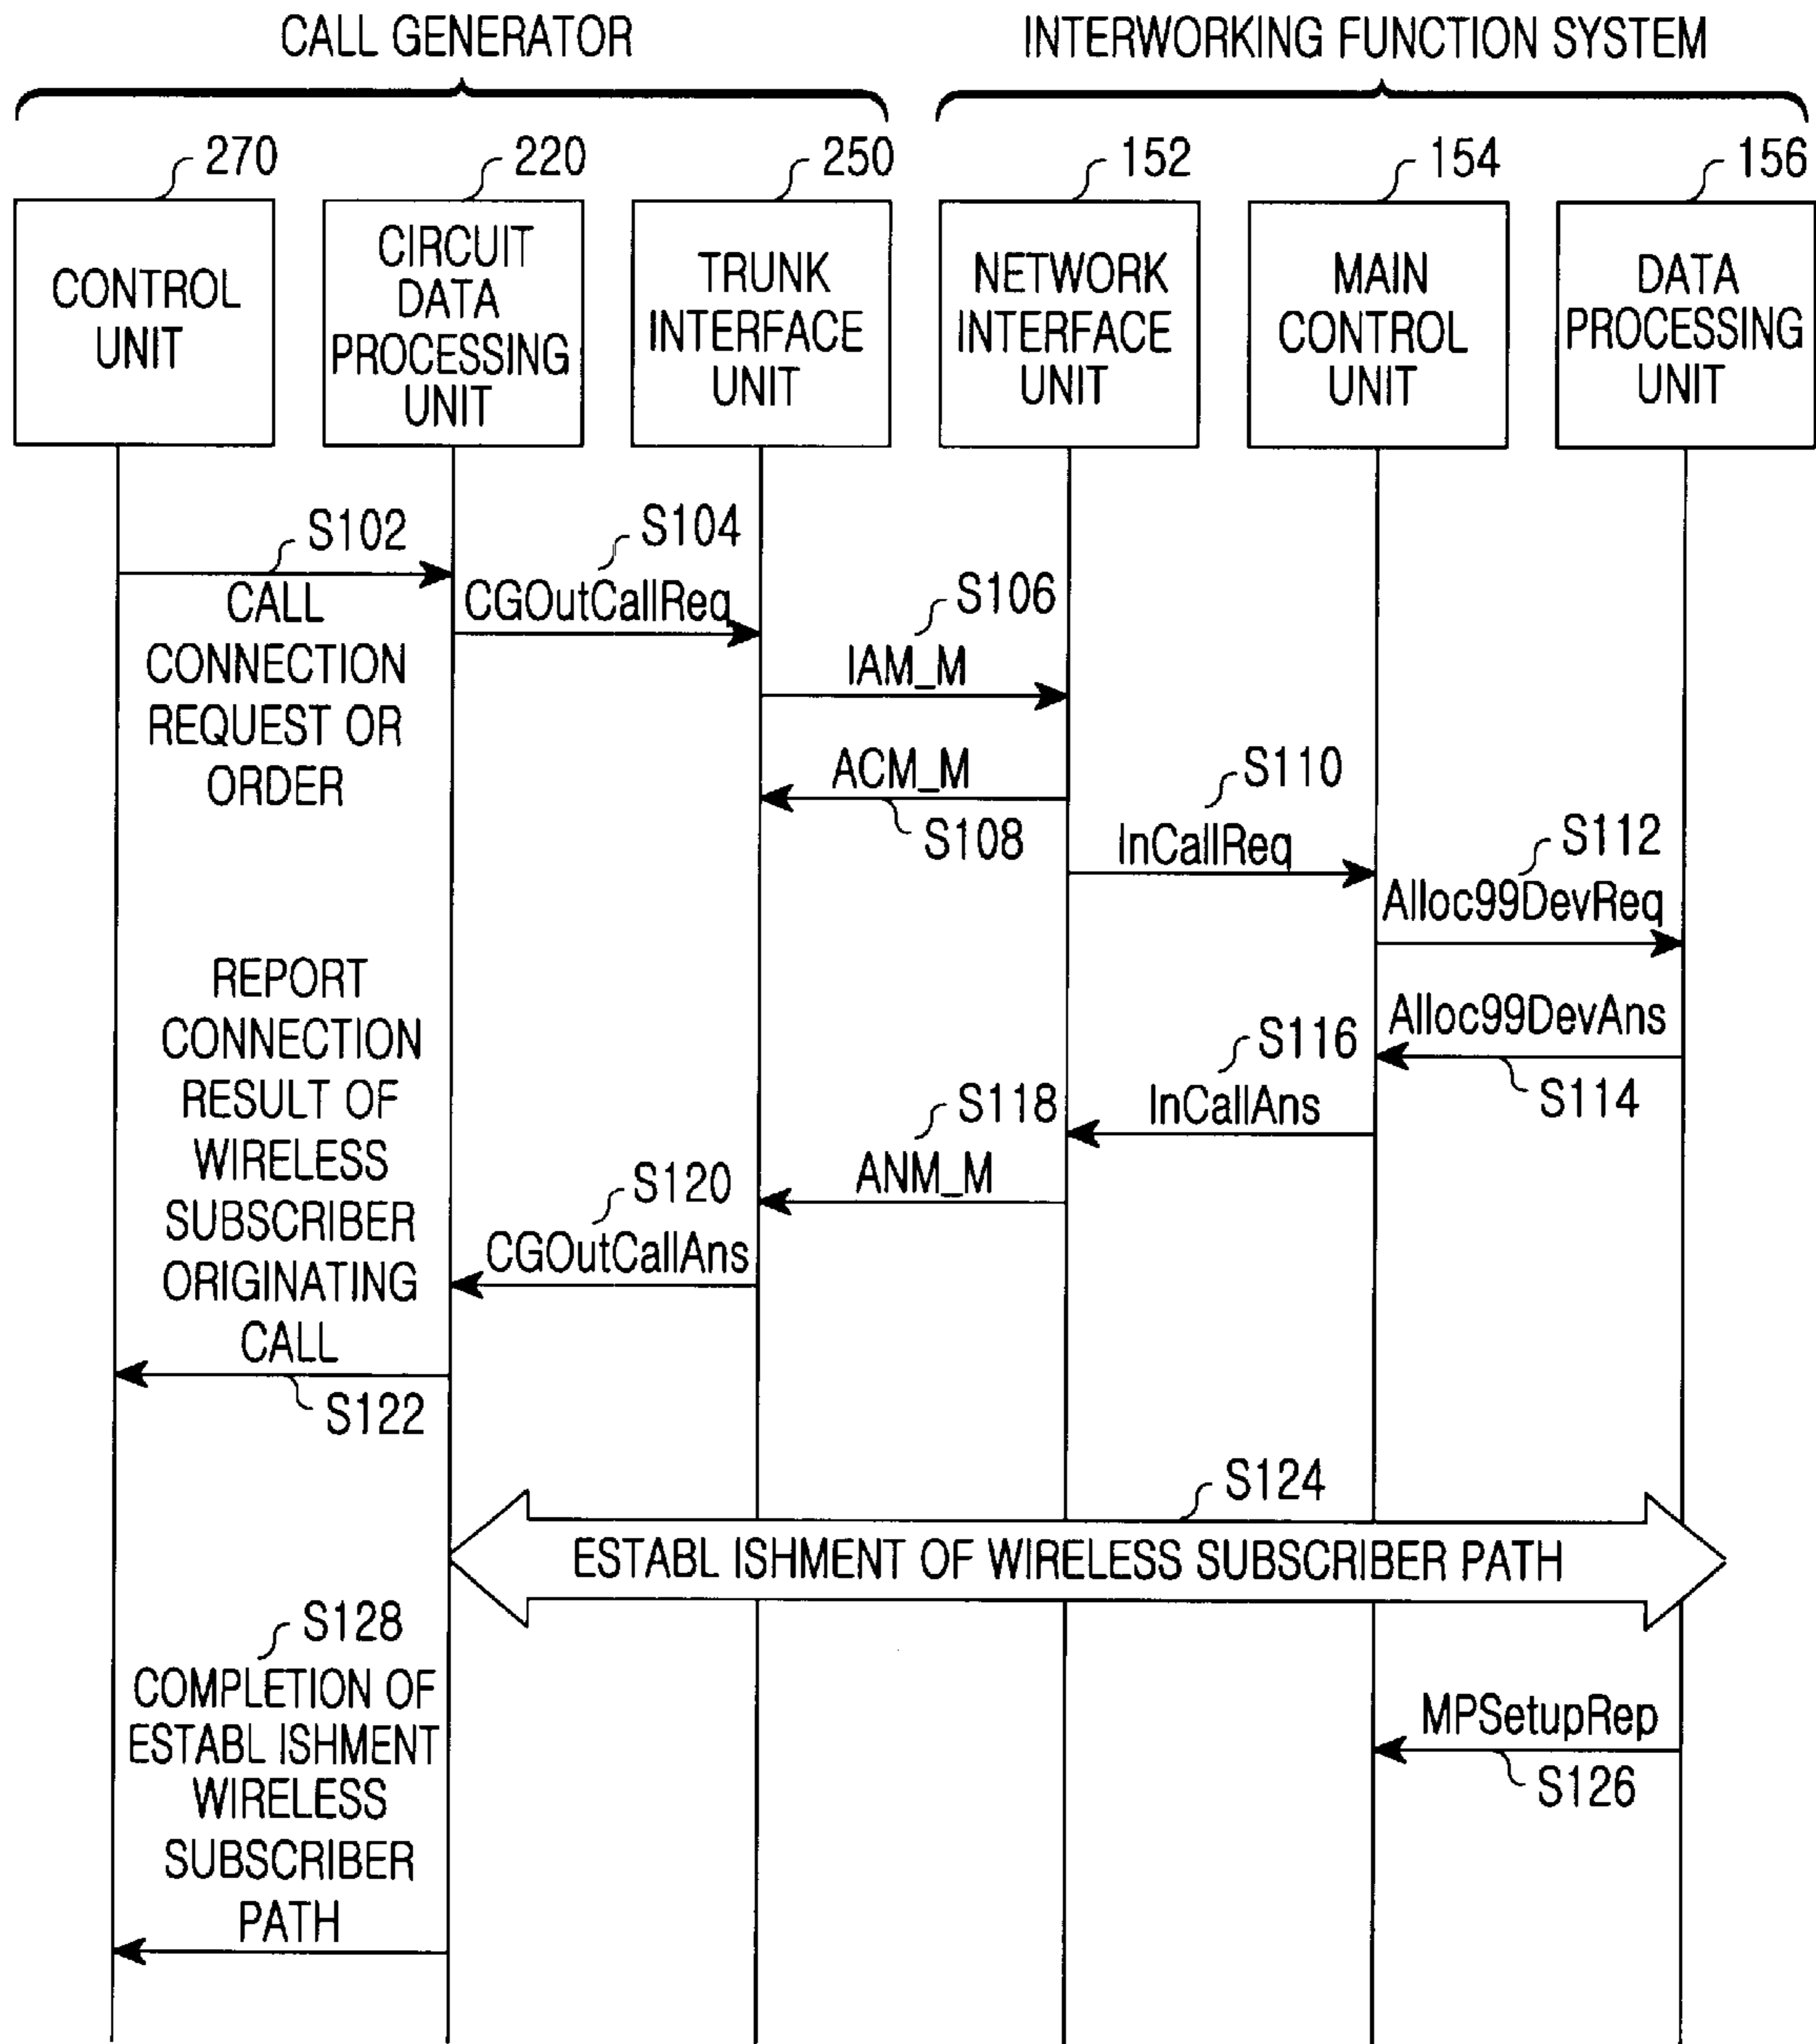 CALL GENERATOR
INTERWORKING FUNCTION SYSTEM
270
220
250
152
154
156
CONTROL
UNIT
CIRCUIT
DATA
PROCESSING
UNIT
TRUNK
INTERFACE
UNIT
NETWORK
INTERFACE
UNIT
MAIN
CONTROL
UNIT
DATA
PROCESSING
UNIT
S102
CALL
CONNECTION
REQUEST OR
ORDER
S104
CGOutCallReq
S106
IAM_M
ACM_M
S108
S110
InCallReq
S112
Alloc99DevReq
Alloc99DevAns
S114
S116
InCallAns
S118
ANM_M
S120
CGOutCallAns
REPORT
CONNECTION
RESULT OF
WIRELESS
SUBSCRIBER
ORIGINATING
CALL
S122
S124
ESTABL ISHMENT OF WIRELESS SUBSCRIBER PATH
MPSetupRep
S126
S128
COMPLETION OF
ESTABL ISHMENT
WIRELESS
SUBSCRIBER
PATH